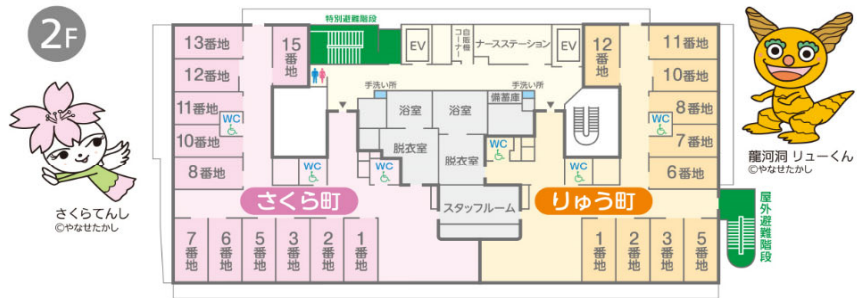 2F
特別避難階段
EV
自販機
コーナー
ナースステーション
EV
13番地
15番地
12番地
11番地
12番地
10番地
手洗い所
手洗い所
11番地
WC
浴室
浴室
備蓄庫
8番地
WC
10番地
脱衣室
脱衣室
WC
7番地
8番地
WC
WC
WC
6番地
さくら町
スタッフルーム
りゅう町
7番地
6番地
5番地
3番地
2番地
1番地
1番地
2番地
3番地
5番地
屋外避難階段
さくらてんし
©やなせたかし
龍河洞 リューくん
©やなせたかし